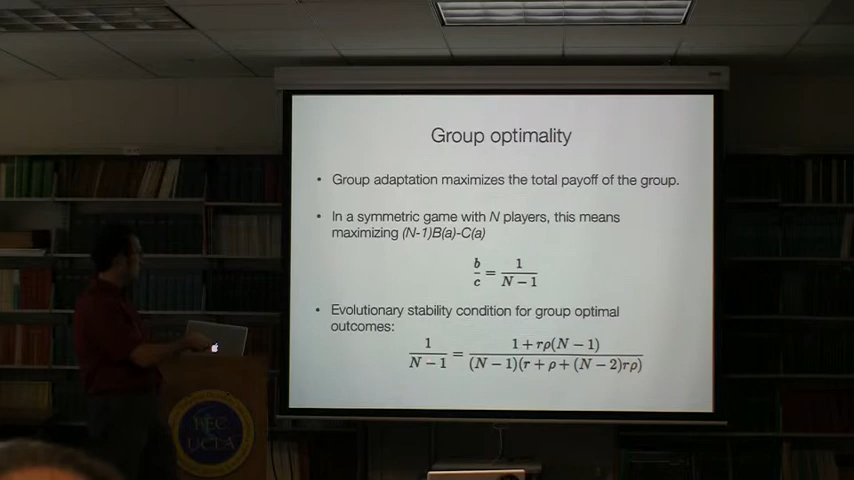 Group optimality
• Group adaptation maximizes the total payoff of the group.
• In a symmetric game with N players, this means
maximizing (N-1)B(a)-C(a)
b/c = 1/(N − 1)
• Evolutionary stability condition for group optimal
outcomes:
1/(N − 1) = (1 + rρ(N − 1))/((N − 1)(r + ρ + (N − 2)rρ))
UCLA